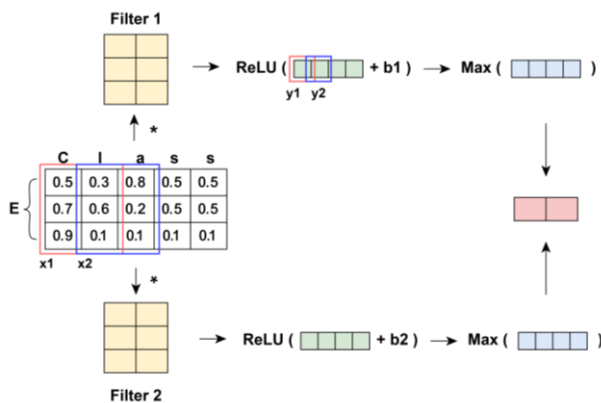 Filter 1
ReLU ( + b1)
Max ( )
y1 y2
*
C l a s s
E
0.5 0.3 0.8 0.5 0.5
0.7 0.6 0.2 0.5 0.5
0.9 0.1 0.1 0.1 0.1
x1 x2
*
ReLU ( + b2)
Max ( )
Filter 2